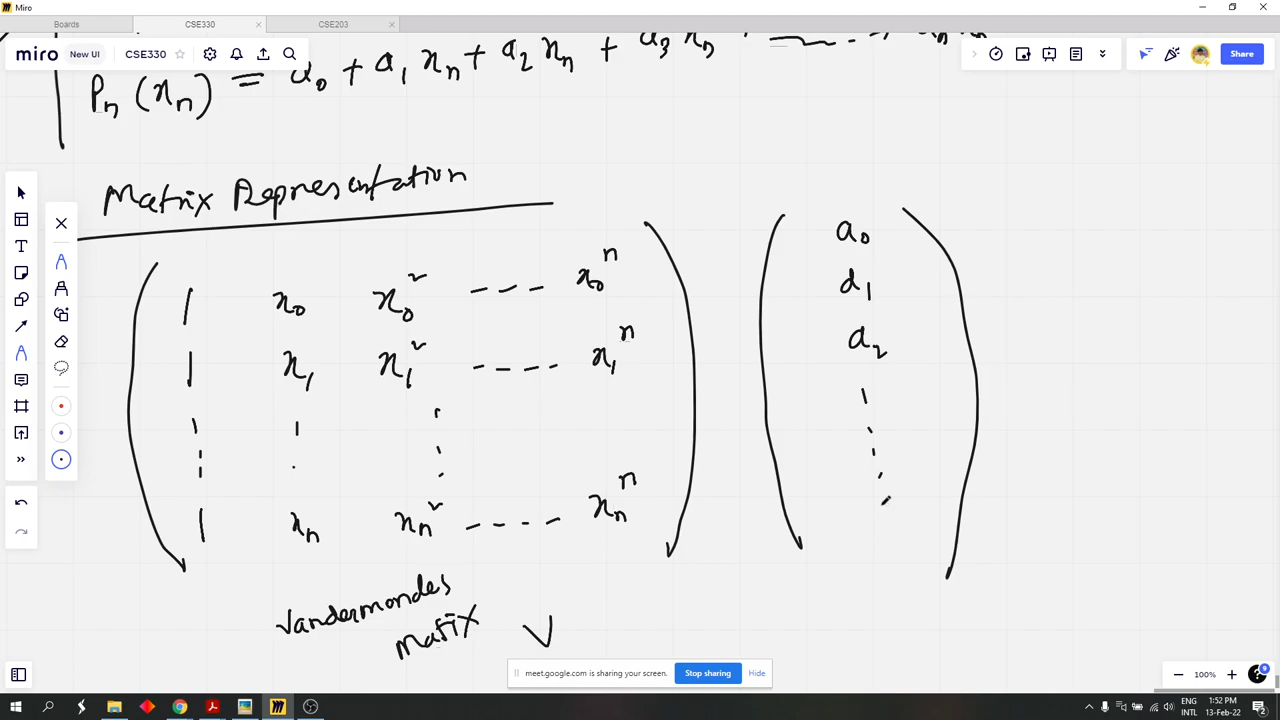 Miro
Boards CSE330 CSE203
miro New UI CSE330 Share
Pn (xn) = a0 + a1 xn + a2 xn + a3 xn
Matrix Representation
1 x0 x0^2 ---- x0^n
1 x1 x1^2 ---- x1^n
1 xn xn^2 ---- xn^n
a0
a1
a2
Vandermondes
matix V
meet.google.com is sharing your screen. Stop sharing Hide
100%
ENG
INTL
1:52 PM
13-Feb-22